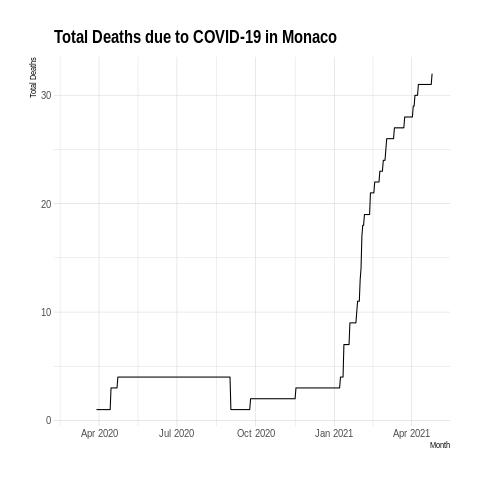 Total Deaths due to COVID-19 in Monaco
Total Deaths
30
20
10
0
Apr 2020 Jul 2020 Oct 2020 Jan 2021 Apr 2021
Month